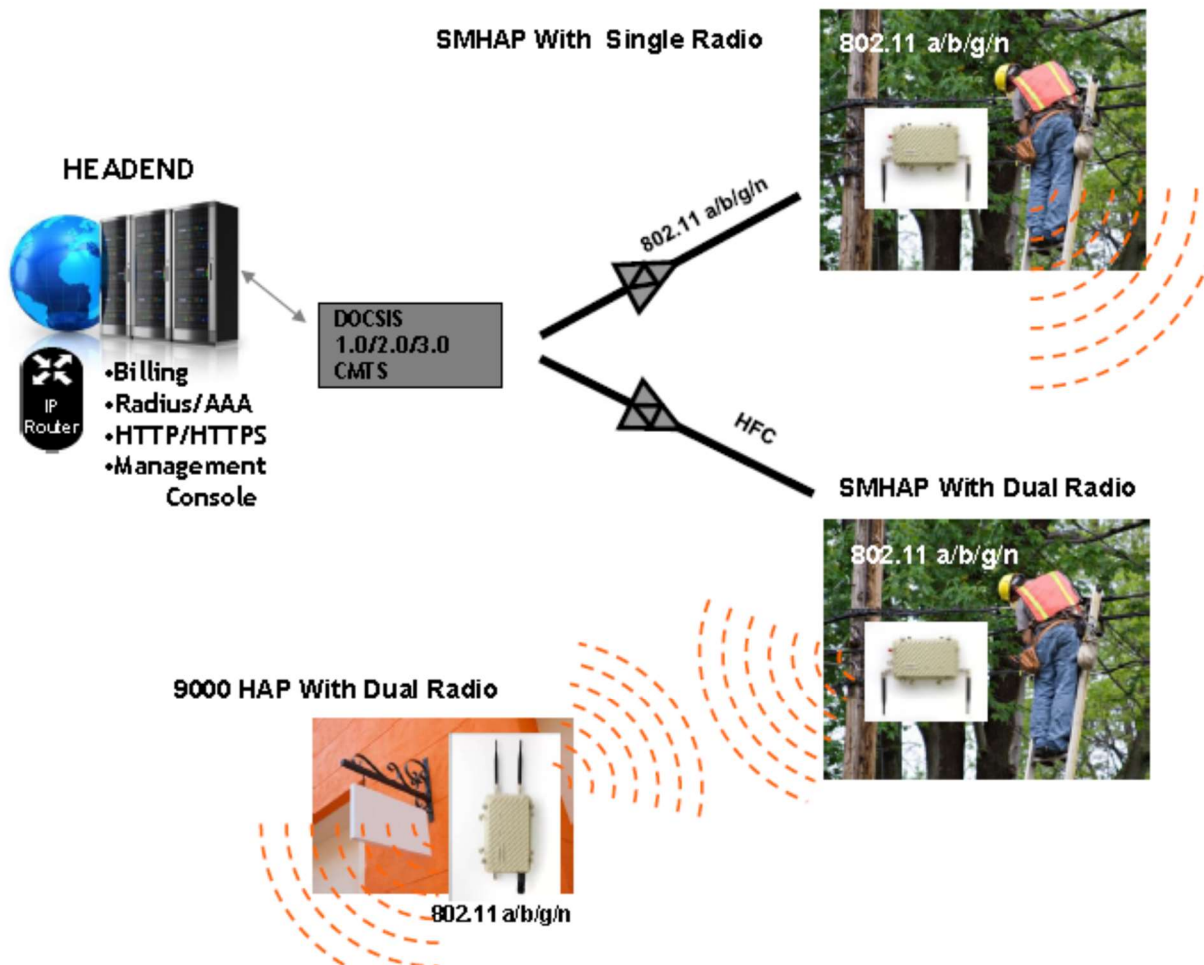 SMHAP With Single Radio
802.11 a/b/g/n
HEADEND
802.11 a/b/g/n
DOCSIS
1.0/2.0/3.0
CMTS
IP
Router
•Billing
•Radius/AAA
•HTTP/HTTPS
•Management
Console
HFC
SMHAP With Dual Radio
802.11 a/b/g/n
9000 HAP With Dual Radio
802.11 a/b/g/n